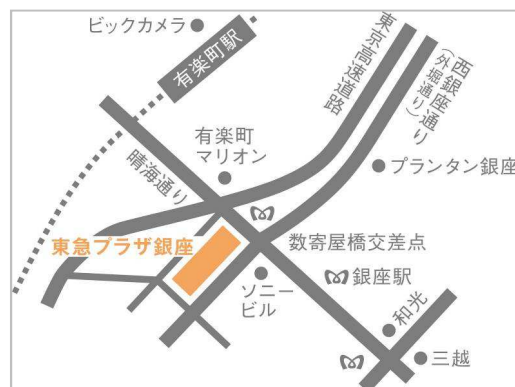 ビックカメラ
有楽町駅
東京高速道路
西銀座通り
(外堀通り)
有楽町
マリオン
晴海通り
プランタン銀座
東急プラザ銀座
数寄屋橋交差点
ソニー
ビル
銀座駅
和光
三越